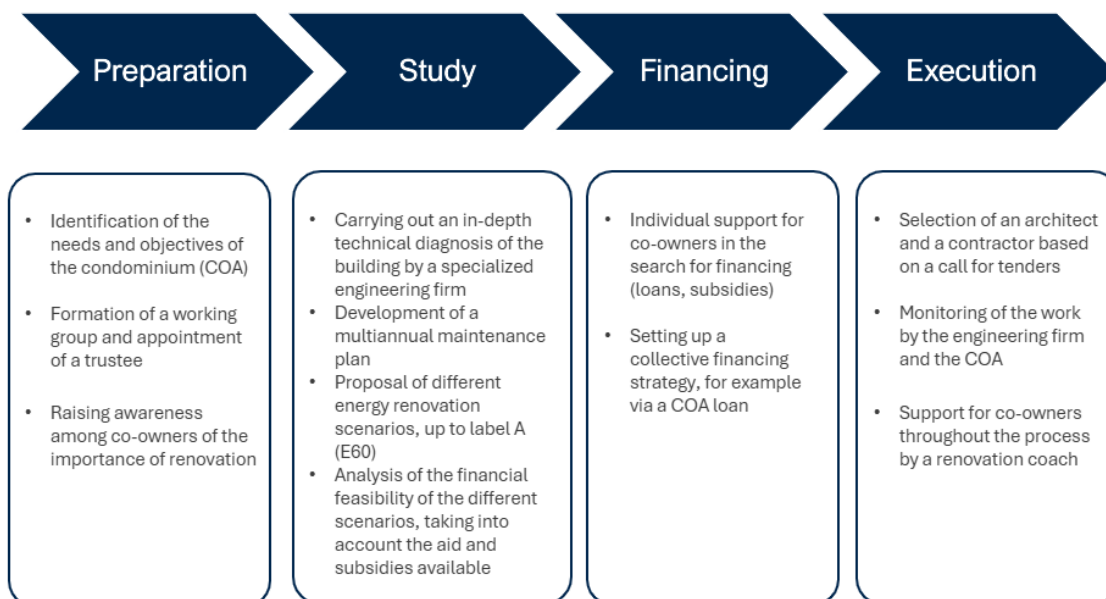 Preparation
Study
Financing
Execution
• Identification of the
needs and objectives of
the condominium (COA)
• Formation of a working
group and appointment
of a trustee
• Raising awareness
among co-owners of the
importance of renovation
• Carrying out an in-depth
technical diagnosis of the
building by a specialized
engineering firm
• Development of a
multiannual maintenance
plan
• Proposal of different
energy renovation
scenarios, up to label A
(E60)
• Analysis of the financial
feasibility of the different
scenarios, taking into
account the aid and
subsidies available
• Individual support for
co-owners in the
search for financing
(loans, subsidies)
• Setting up a
collective financing
strategy, for example
via a COA loan
• Selection of an architect
and a contractor based
on a call for tenders
• Monitoring of the work
by the engineering firm
and the COA
• Support for co-owners
throughout the process
by a renovation coach